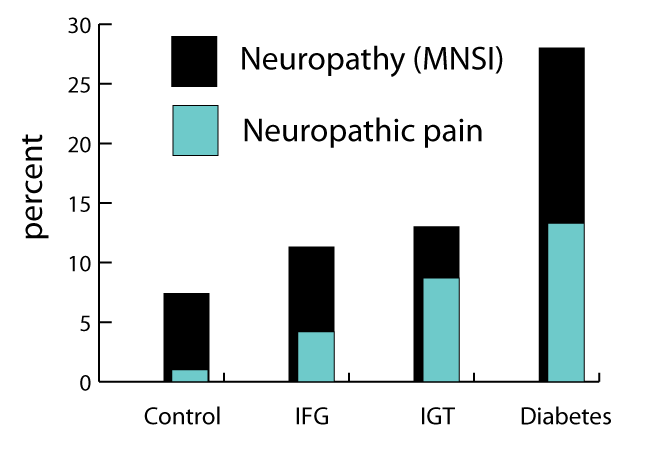 30
Neuropathy (MNSI)
25
Neuropathic pain
20
percent
15
10
5
0
Control IFG IGT Diabetes